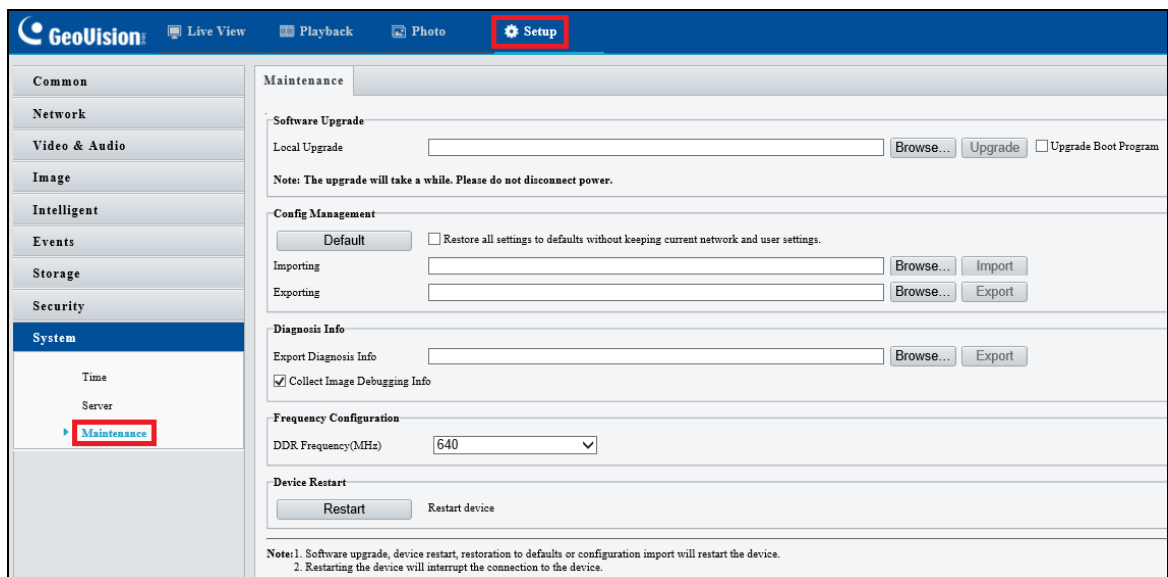 GeoVision Live View Playback Photo Setup
Common
Network
Video & Audio
Image
Intelligent
Events
Storage
Security
System
Time
Server
Maintenance
Maintenance
Software Upgrade
Local Upgrade Browse... Upgrade Upgrade Boot Program
Note: The upgrade will take a while. Please do not disconnect power.
Config Management
Default Restore all settings to defaults without keeping current network and user settings.
Importing Browse... Import
Exporting Browse... Export
Diagnosis Info
Export Diagnosis Info Browse... Export
Collect Image Debugging Info
Frequency Configuration
DDR Frequency(MHz) 640
Device Restart
Restart Restart device
Note:1. Software upgrade, device restart, restoration to defaults or configuration import will restart the device.
2. Restarting the device will interrupt the connection to the device.